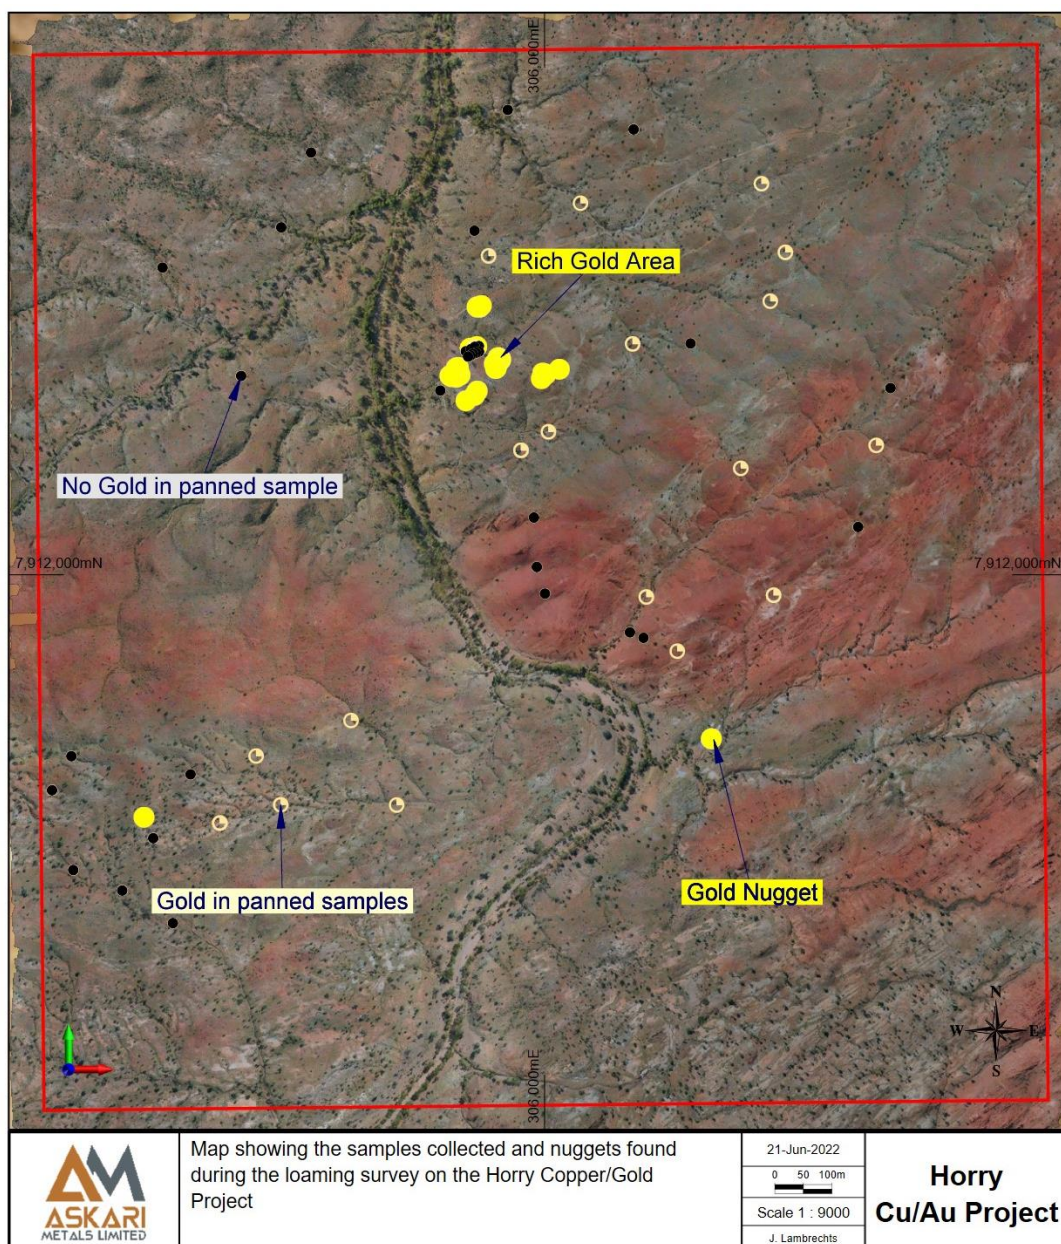 306,000mE
Rich Gold Area
No Gold in panned sample
7,912,000mN
7,912,000mN
Gold in panned samples
Gold Nugget
N
W E
S
306,000mE
AM
ASKARI
METALS LIMITED
Map showing the samples collected and nuggets found
during the loaming survey on the Horry Copper/Gold
Project
21-Jun-2022
0 50 100m
Scale 1 : 9000
J. Lambrechts
Horry
Cu/Au Project